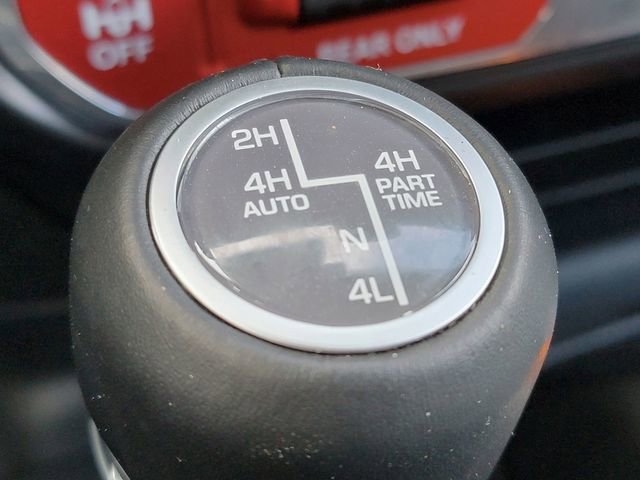 OFF
REAR ONLY
2H
4H
AUTO
4H
PART
TIME
N
4L